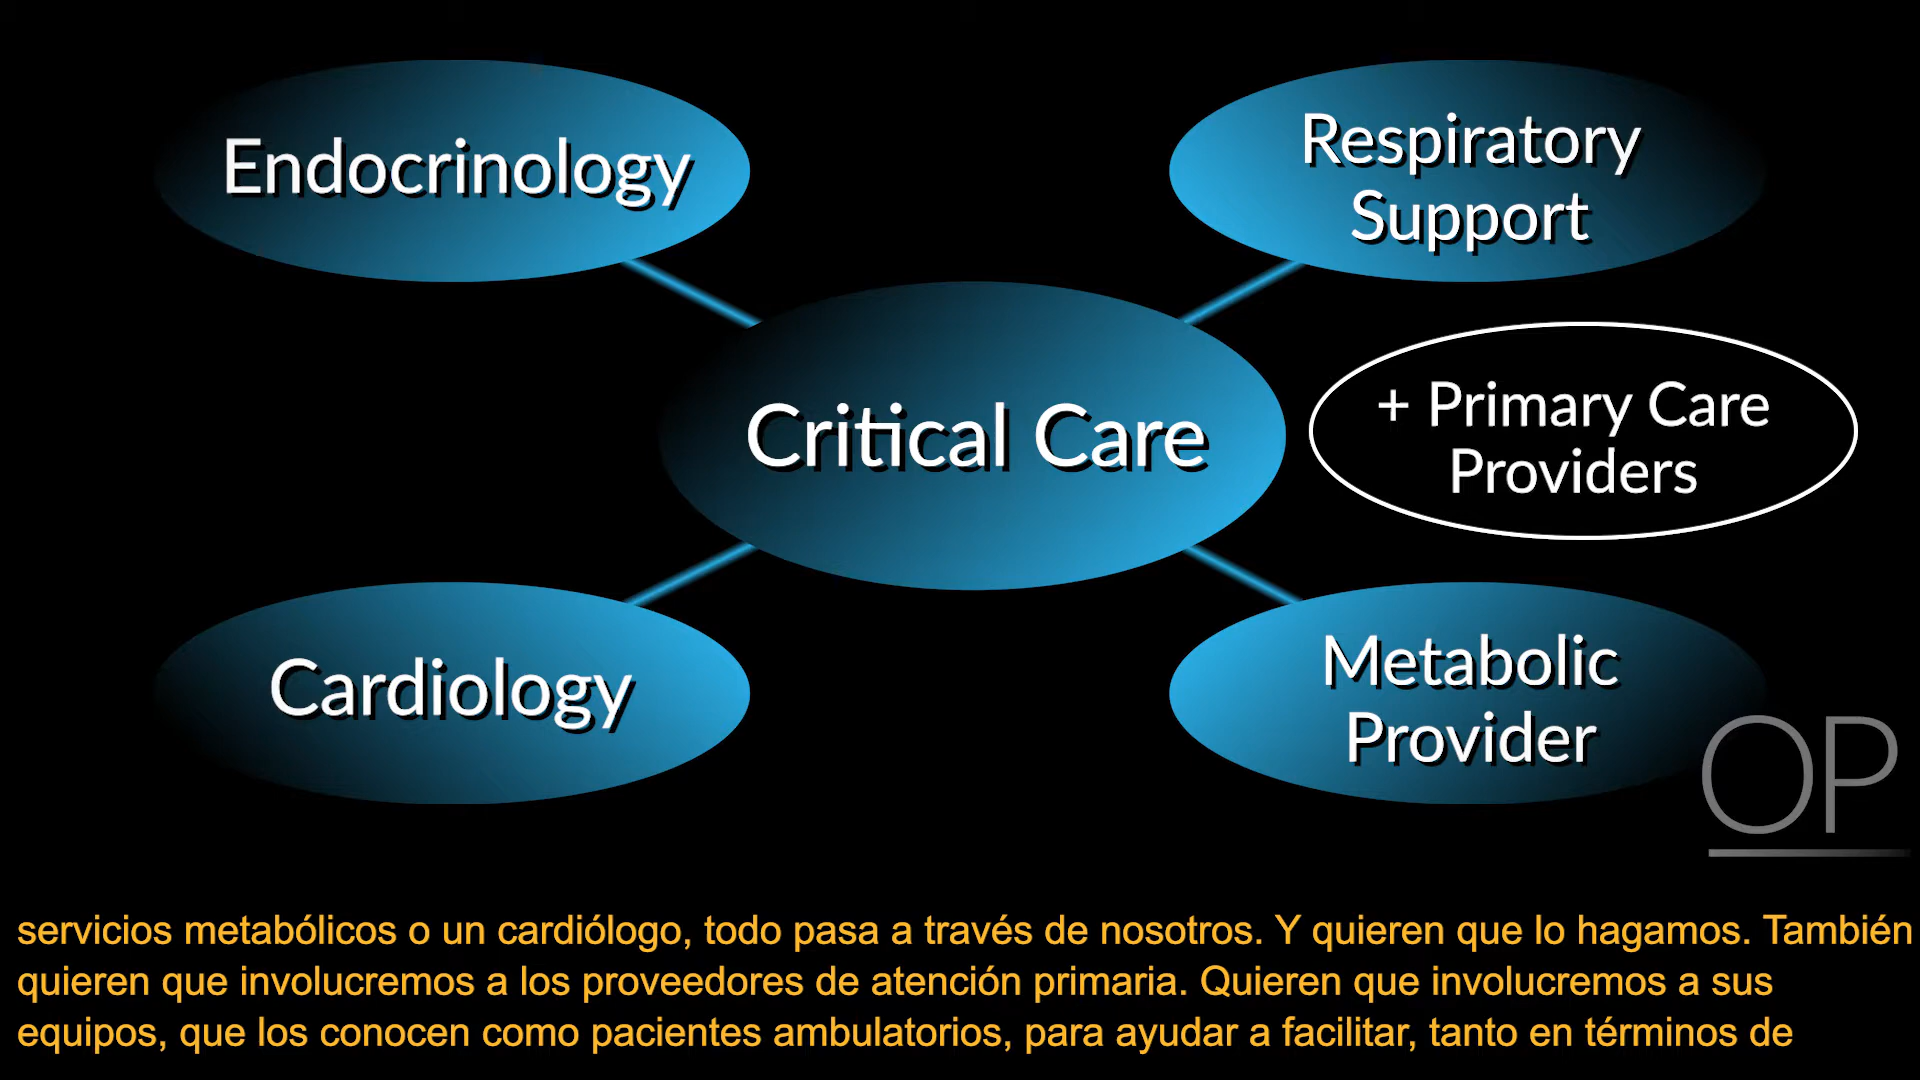 Endocrinology
Respiratory
Support
Critical Care
+ Primary Care
Providers
Cardiology
Metabolic
Provider
OP
servicios metabólicos o un cardiólogo, todo pasa a través de nosotros. Y quieren que lo hagamos. También
quieren que involucremos a los proveedores de atención primaria. Quieren que involucremos a sus
equipos, que los conocen como pacientes ambulatorios, para ayudar a facilitar, tanto en términos de